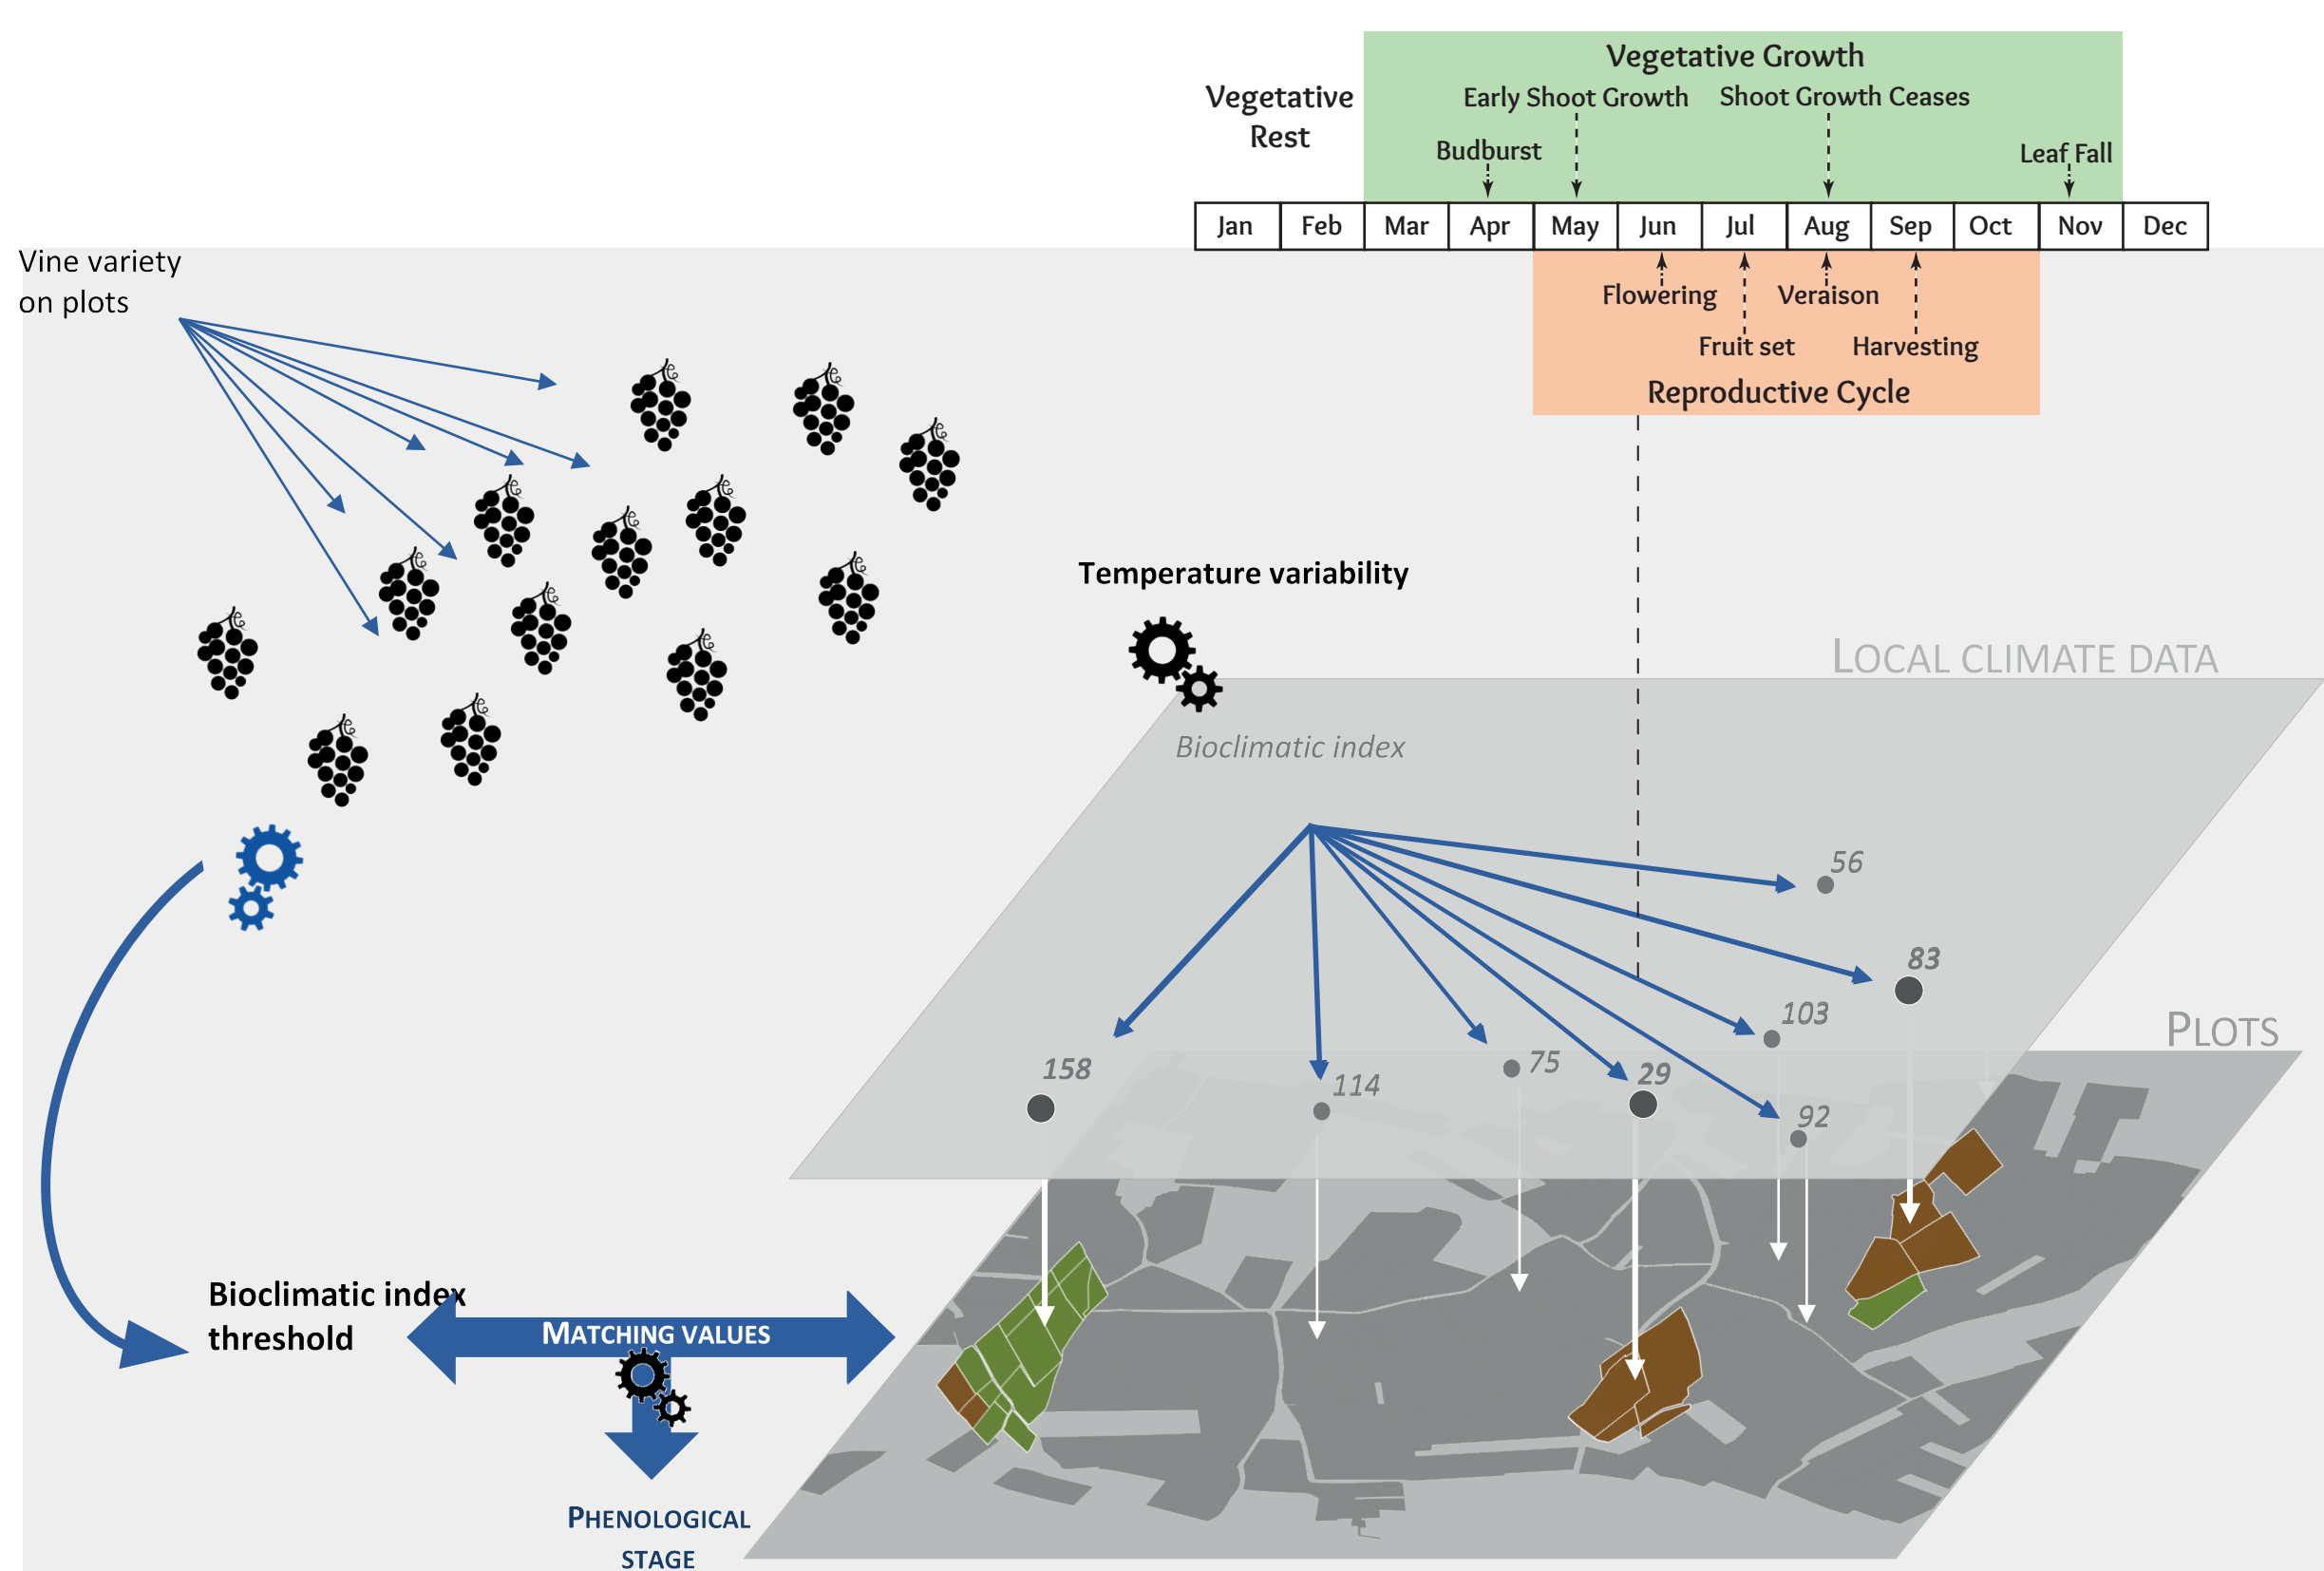 Vegetative Growth
Vegetative
Rest
Early Shoot Growth
Shoot Growth Ceases
Budburst
Leaf Fall
Jan Feb Mar Apr May Jun Jul Aug Sep Oct Nov Dec
Flowering
Veraison
Fruit set
Harvesting
Reproductive Cycle
Vine variety
on plots
Temperature variability
LOCAL CLIMATE DATA
Bioclimatic index
56
83
103
PLOTS
158
114
75
29
92
Bioclimatic index
threshold
MATCHING VALUES
PHENOLOGICAL
STAGE